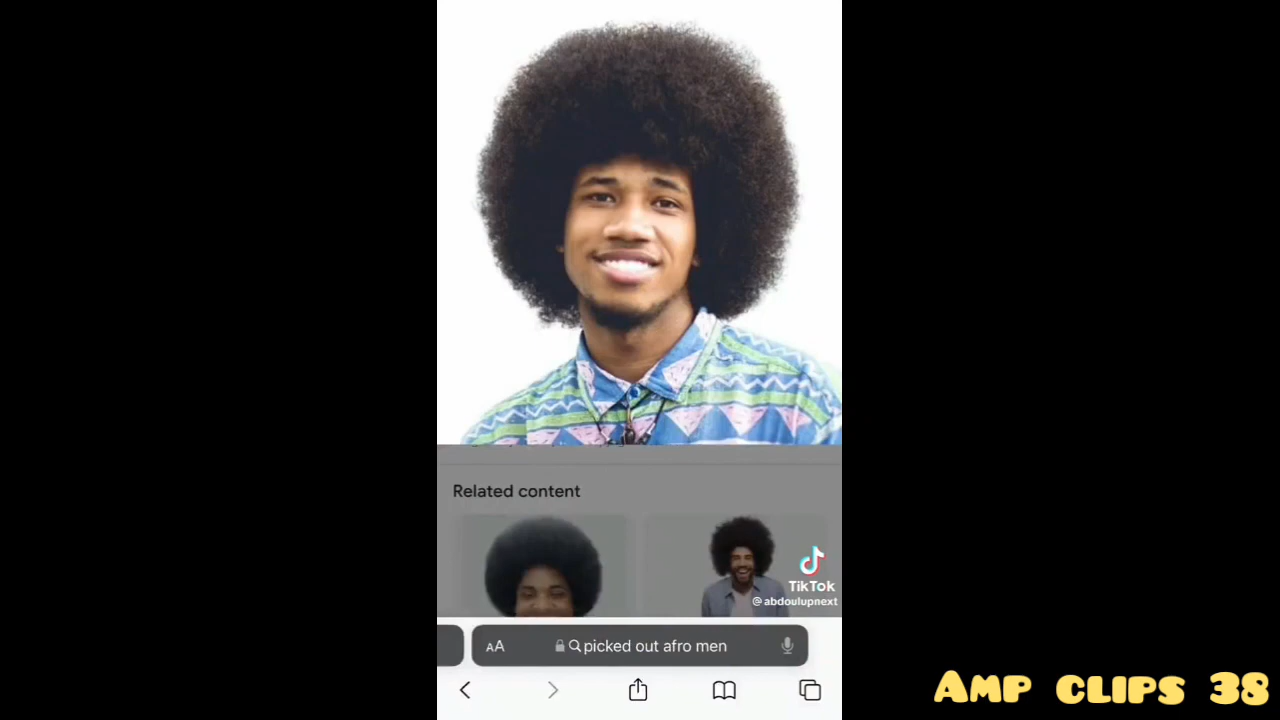 Related content
TikTok
@abdoulupnext
AA picked out afro men
AMP CLIPS 38